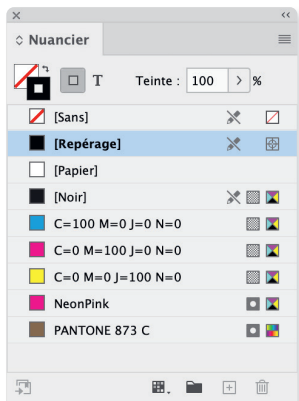 Nuancier
T Teinte : 100 %
[Sans]
[Repérage]
[Papier]
[Noir]
C=100 M=0 J=0 N=0
C=0 M=100 J=0 N=0
C=0 M=0 J=100 N=0
NeonPink
PANTONE 873 C